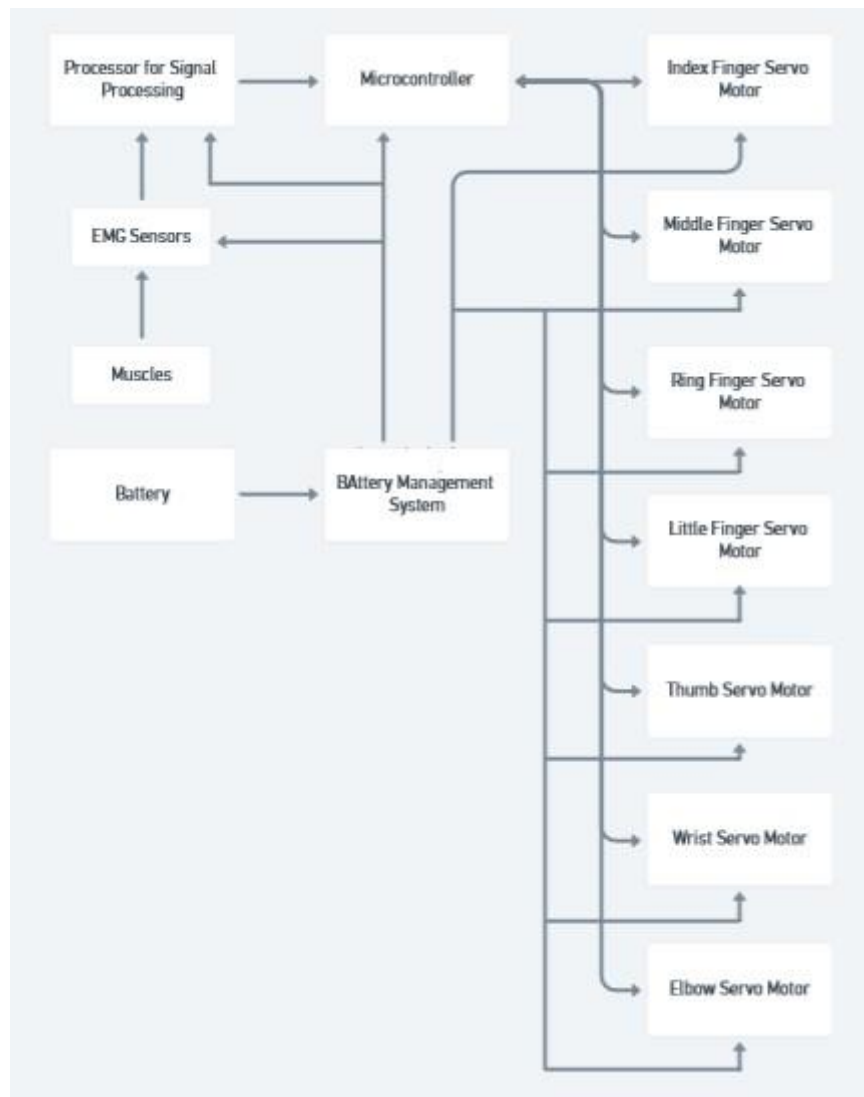 Processor for Signal
Processing
Microcontroller
Index Finger Servo
Motor
EMG Sensors
Middle Finger Servo
Motor
Muscles
Ring Finger Servo
Motor
Battery
BAttery Management
System
Little Finger Servo
Motor
Thumb Servo Motor
Wrist Servo Motor
Elbow Servo Motor